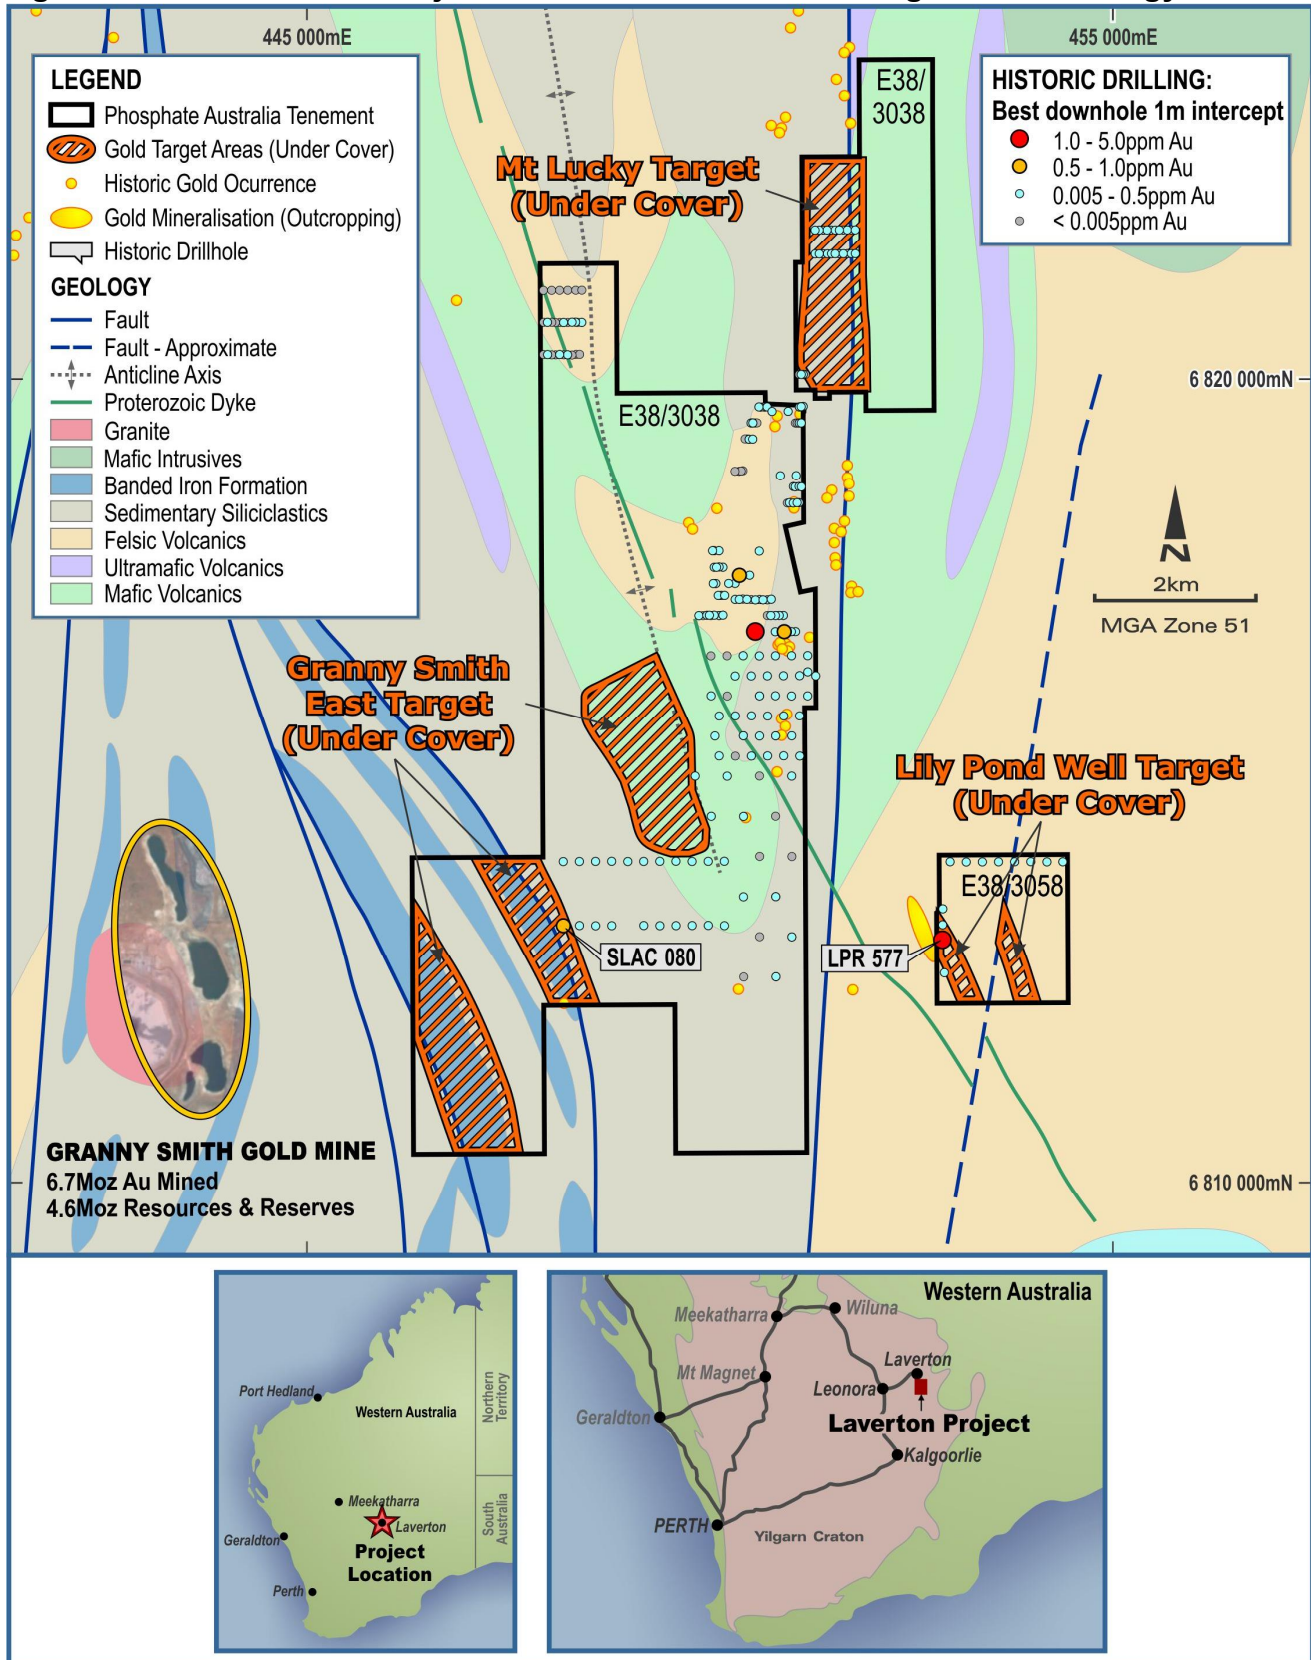 445 000mE
455 000mE
LEGEND
Phosphate Australia Tenement
Gold Target Areas (Under Cover)
Historic Gold Ocurrence
Gold Mineralisation (Outcropping)
Historic Drillhole
GEOLOGY
Fault
Fault - Approximate
Anticline Axis
Proterozoic Dyke
Granite
Mafic Intrusives
Banded Iron Formation
Sedimentary Siliciclastics
Felsic Volcanics
Ultramafic Volcanics
Mafic Volcanics
E38/
3038
HISTORIC DRILLING:
Best downhole 1m intercept
1.0 - 5.0ppm Au
0.5 - 1.0ppm Au
0.005 - 0.5ppm Au
< 0.005ppm Au
Mt Lucky Target
(Under Cover)
6 820 000mN
E38/3038
N
2km
MGA Zone 51
Granny Smith
East Target
(Under Cover)
Lily Pond Well Target
(Under Cover)
E38/3058
SLAC 080
LPR 577
GRANNY SMITH GOLD MINE
6.7Moz Au Mined
4.6Moz Resources & Reserves
6 810 000mN
Port Hedland
Western Australia
Northern
Territory
Meekatharra
Laverton
South
Australia
Geraldton
Project
Location
Perth
Western Australia
Meekatharra
Wiluna
Laverton
Mt Magnet
Leonora
Geraldton
Laverton Project
Kalgoorlie
PERTH
Yilgarn Craton